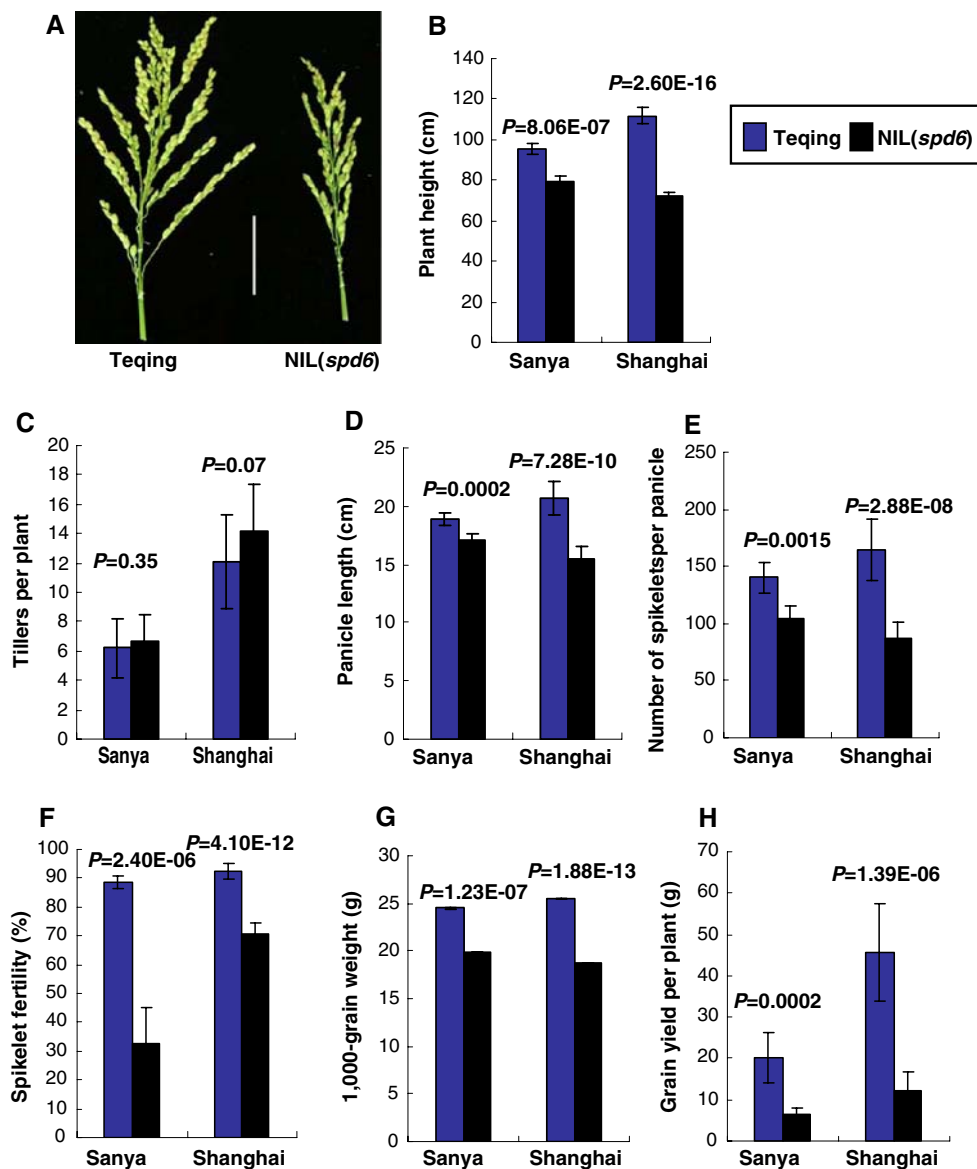 A
Teqing NIL(spd6)
B
Plant height (cm)
140
120
100
80
60
40
20
0
P=8.06E-07
P=2.60E-16
Sanya Shanghai
Teqing NIL(spd6)
C
Tillers per plant
20
18
16
14
12
10
8
6
4
2
0
P=0.35
P=0.07
Sanya Shanghai
D
Panicle length (cm)
25
20
15
10
5
0
P=0.0002
P=7.28E-10
Sanya Shanghai
E
Number of spikeletsper panicle
250
200
150
100
50
0
P=0.0015
P=2.88E-08
Sanya Shanghai
F
Spikelet fertility (%)
100
90
80
70
60
50
40
30
20
10
0
P=2.40E-06
P=4.10E-12
Sanya Shanghai
G
1,000-grain weight (g)
30
25
20
15
10
5
0
P=1.23E-07
P=1.88E-13
Sanya Shanghai
H
Grain yield per plant (g)
70
60
50
40
30
20
10
0
P=0.0002
P=1.39E-06
Sanya Shanghai